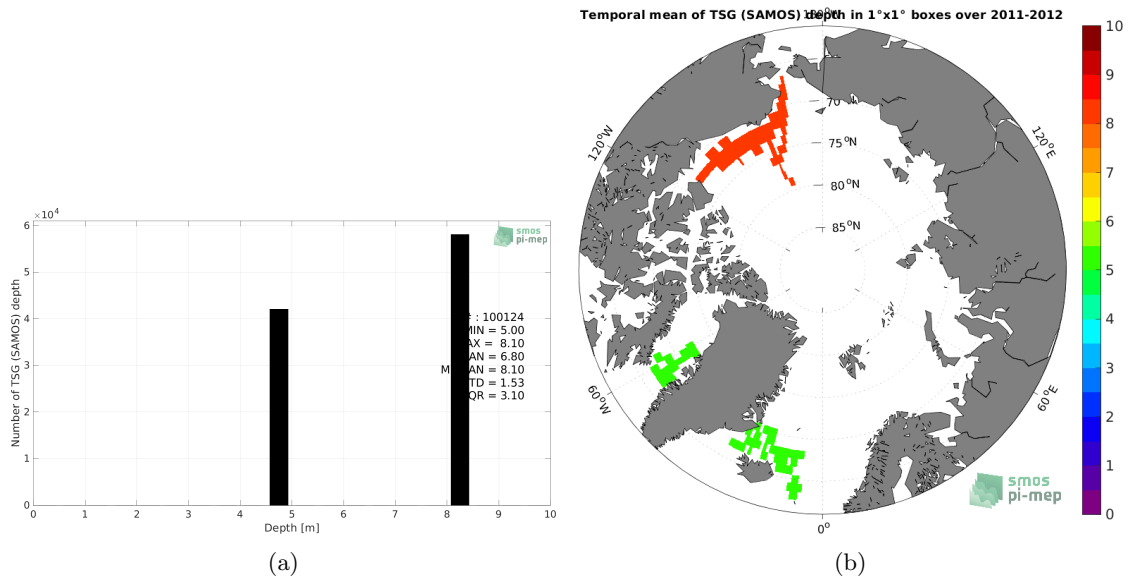 Temporal mean of TSG (SAMOS) depth in 1°x1° boxes over 2011-2012
×10⁴
6
5
4
3
2
1
0
Number of TSG (SAMOS) depth
smos
pi-mep
: 100124
MIN = 5.00
AX = 8.10
AN = 6.80
M AN = 8.10
TD = 1.53
QR = 3.10
0 1 2 3 4 5 6 7 8 9 10
Depth [m]
(a)
180°W
120°W
120°E
60°W
60°E
0°
70
75°N
80°N
85°N
smos
pi-mep
10
9
8
7
6
5
4
3
2
1
0
(b)